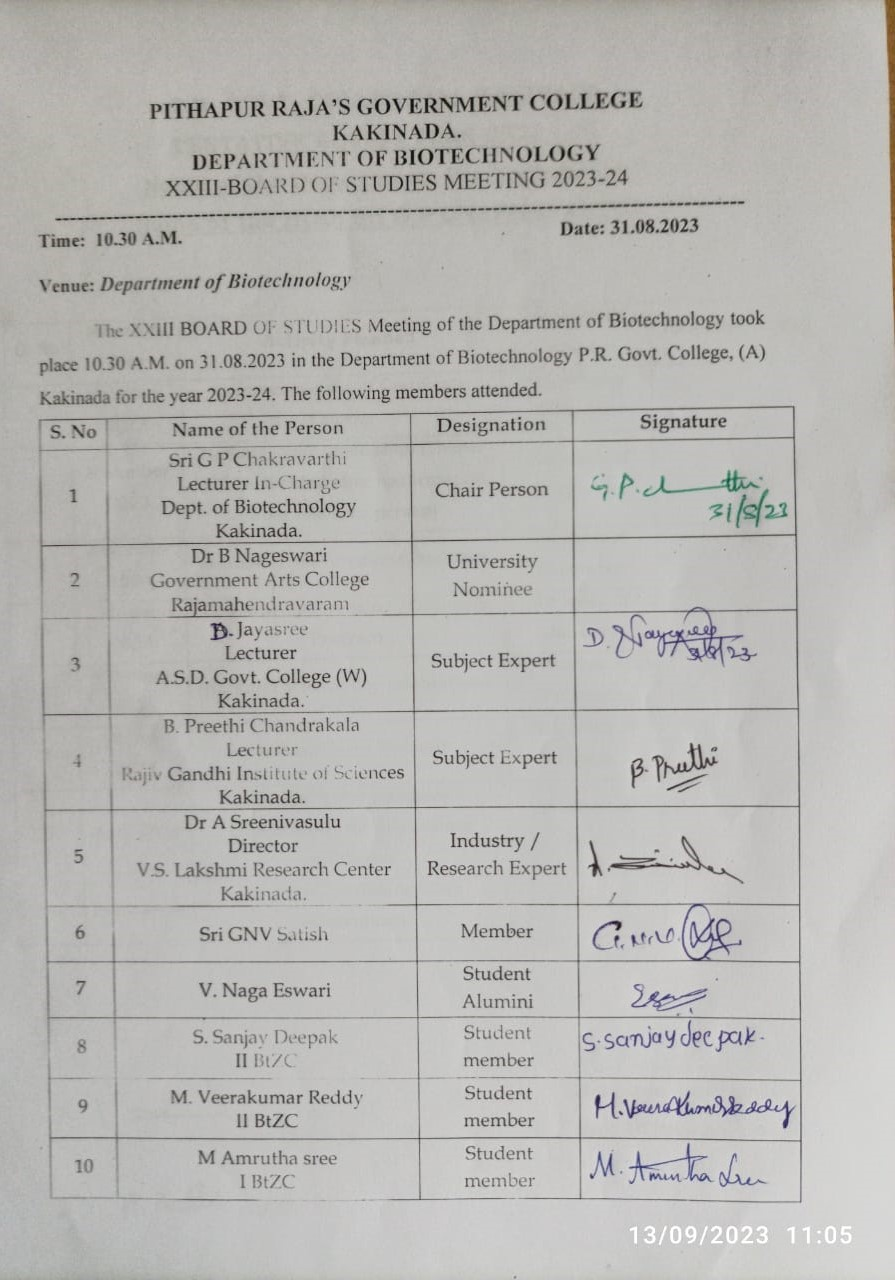 PITHAPUR RAJA'S GOVERNMENT COLLEGE
KAKINADA.
DEPARTMENT OF BIOTECHNOLOGY
XXIII-BOARD OF STUDIES MEETING 2023-24
Time: 10.30 A.M. Date: 31.08.2023
Venue: Department of Biotechnology
The XXIII BOARD OF STUDIES Meeting of the Department of Biotechnology took
place 10.30 A.M. on 31.08.2023 in the Department of Biotechnology P.R. Govt. College, (A)
Kakinada for the year 2023-24. The following members attended.
S. No Name of the Person Designation Signature
1
Sri G P Chakravarthi
Lecturer In-Charge
Dept. of Biotechnology
Kakinada.
Chair Person
G.P.
31/8/23
2
Dr B Nageswari
Government Arts College
Rajamahendravaram
University
Nominee
3
D. Jayasree
Lecturer
A.S.D. Govt. College (W)
Kakinada.
Subject Expert
D.
31/8/23
4
B. Preethi Chandrakala
Lecturer
Rajiv Gandhi Institute of Sciences
Kakinada.
Subject Expert
B. Preethi
5
Dr A Sreenivasulu
Director
V.S. Lakshmi Research Center
Kakinada.
Industry /
Research Expert
6
Sri GNV Satish
Member
G.N.V.
7
V. Naga Eswari
Student
Alumini
8
S. Sanjay Deepak
II BtZC
Student
member
S. sanjay deepak.
9
M. Veerakumar Reddy
II BtZC
Student
member
M. VeeraKumarReddy
10
M Amrutha sree
I BtZC
Student
member
M. Amrutha Sree
13/09/2023 11:05